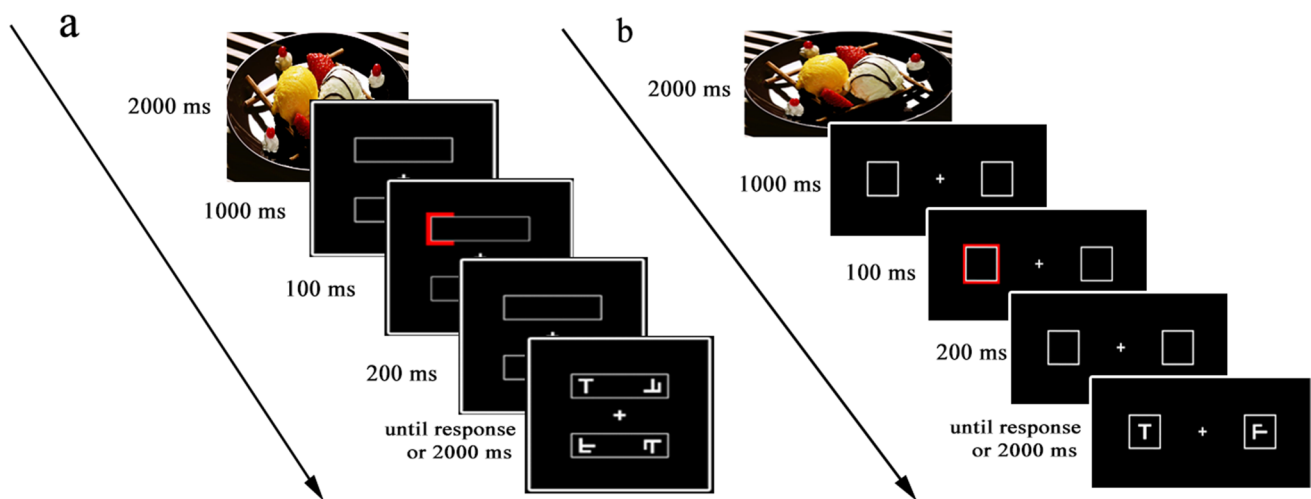 a
2000 ms
1000 ms
100 ms
200 ms
until response
or 2000 ms
T
b
2000 ms
1000 ms
100 ms
200 ms
until response
or 2000 ms
T